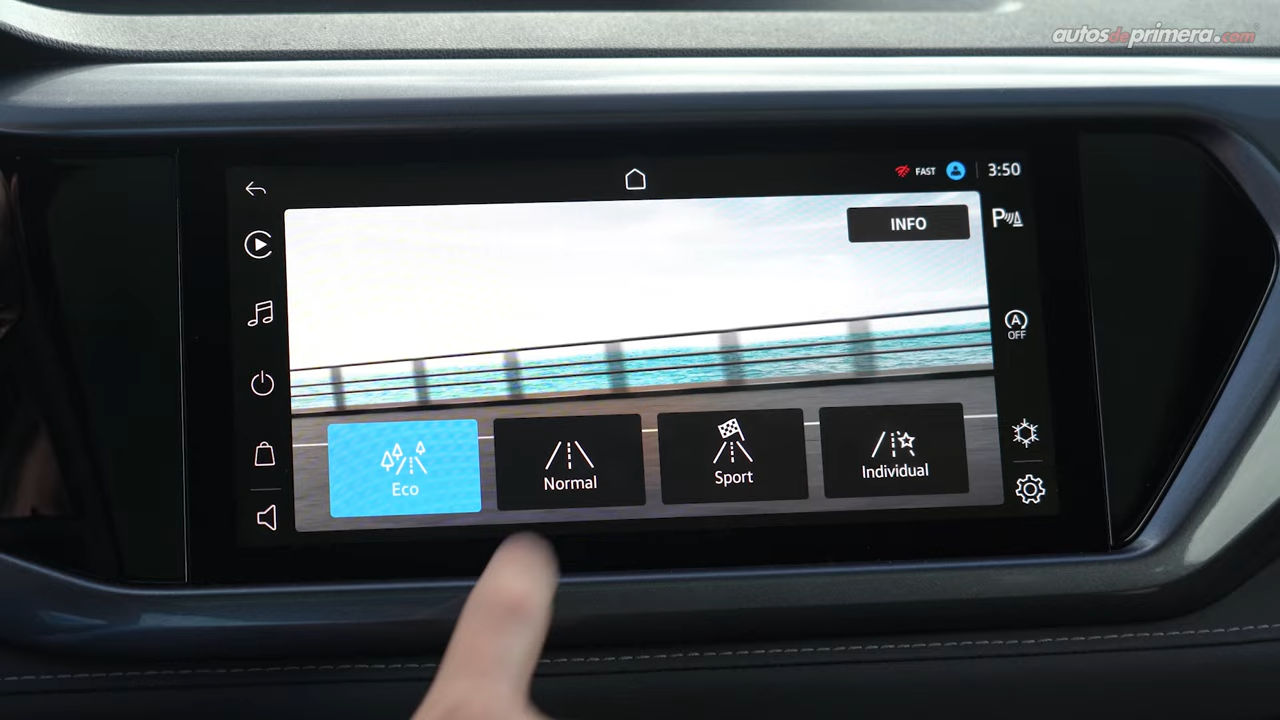 autosdeprimera.com
FAST
3:50
INFO
P
A
OFF
Eco
Normal
Sport
Individual